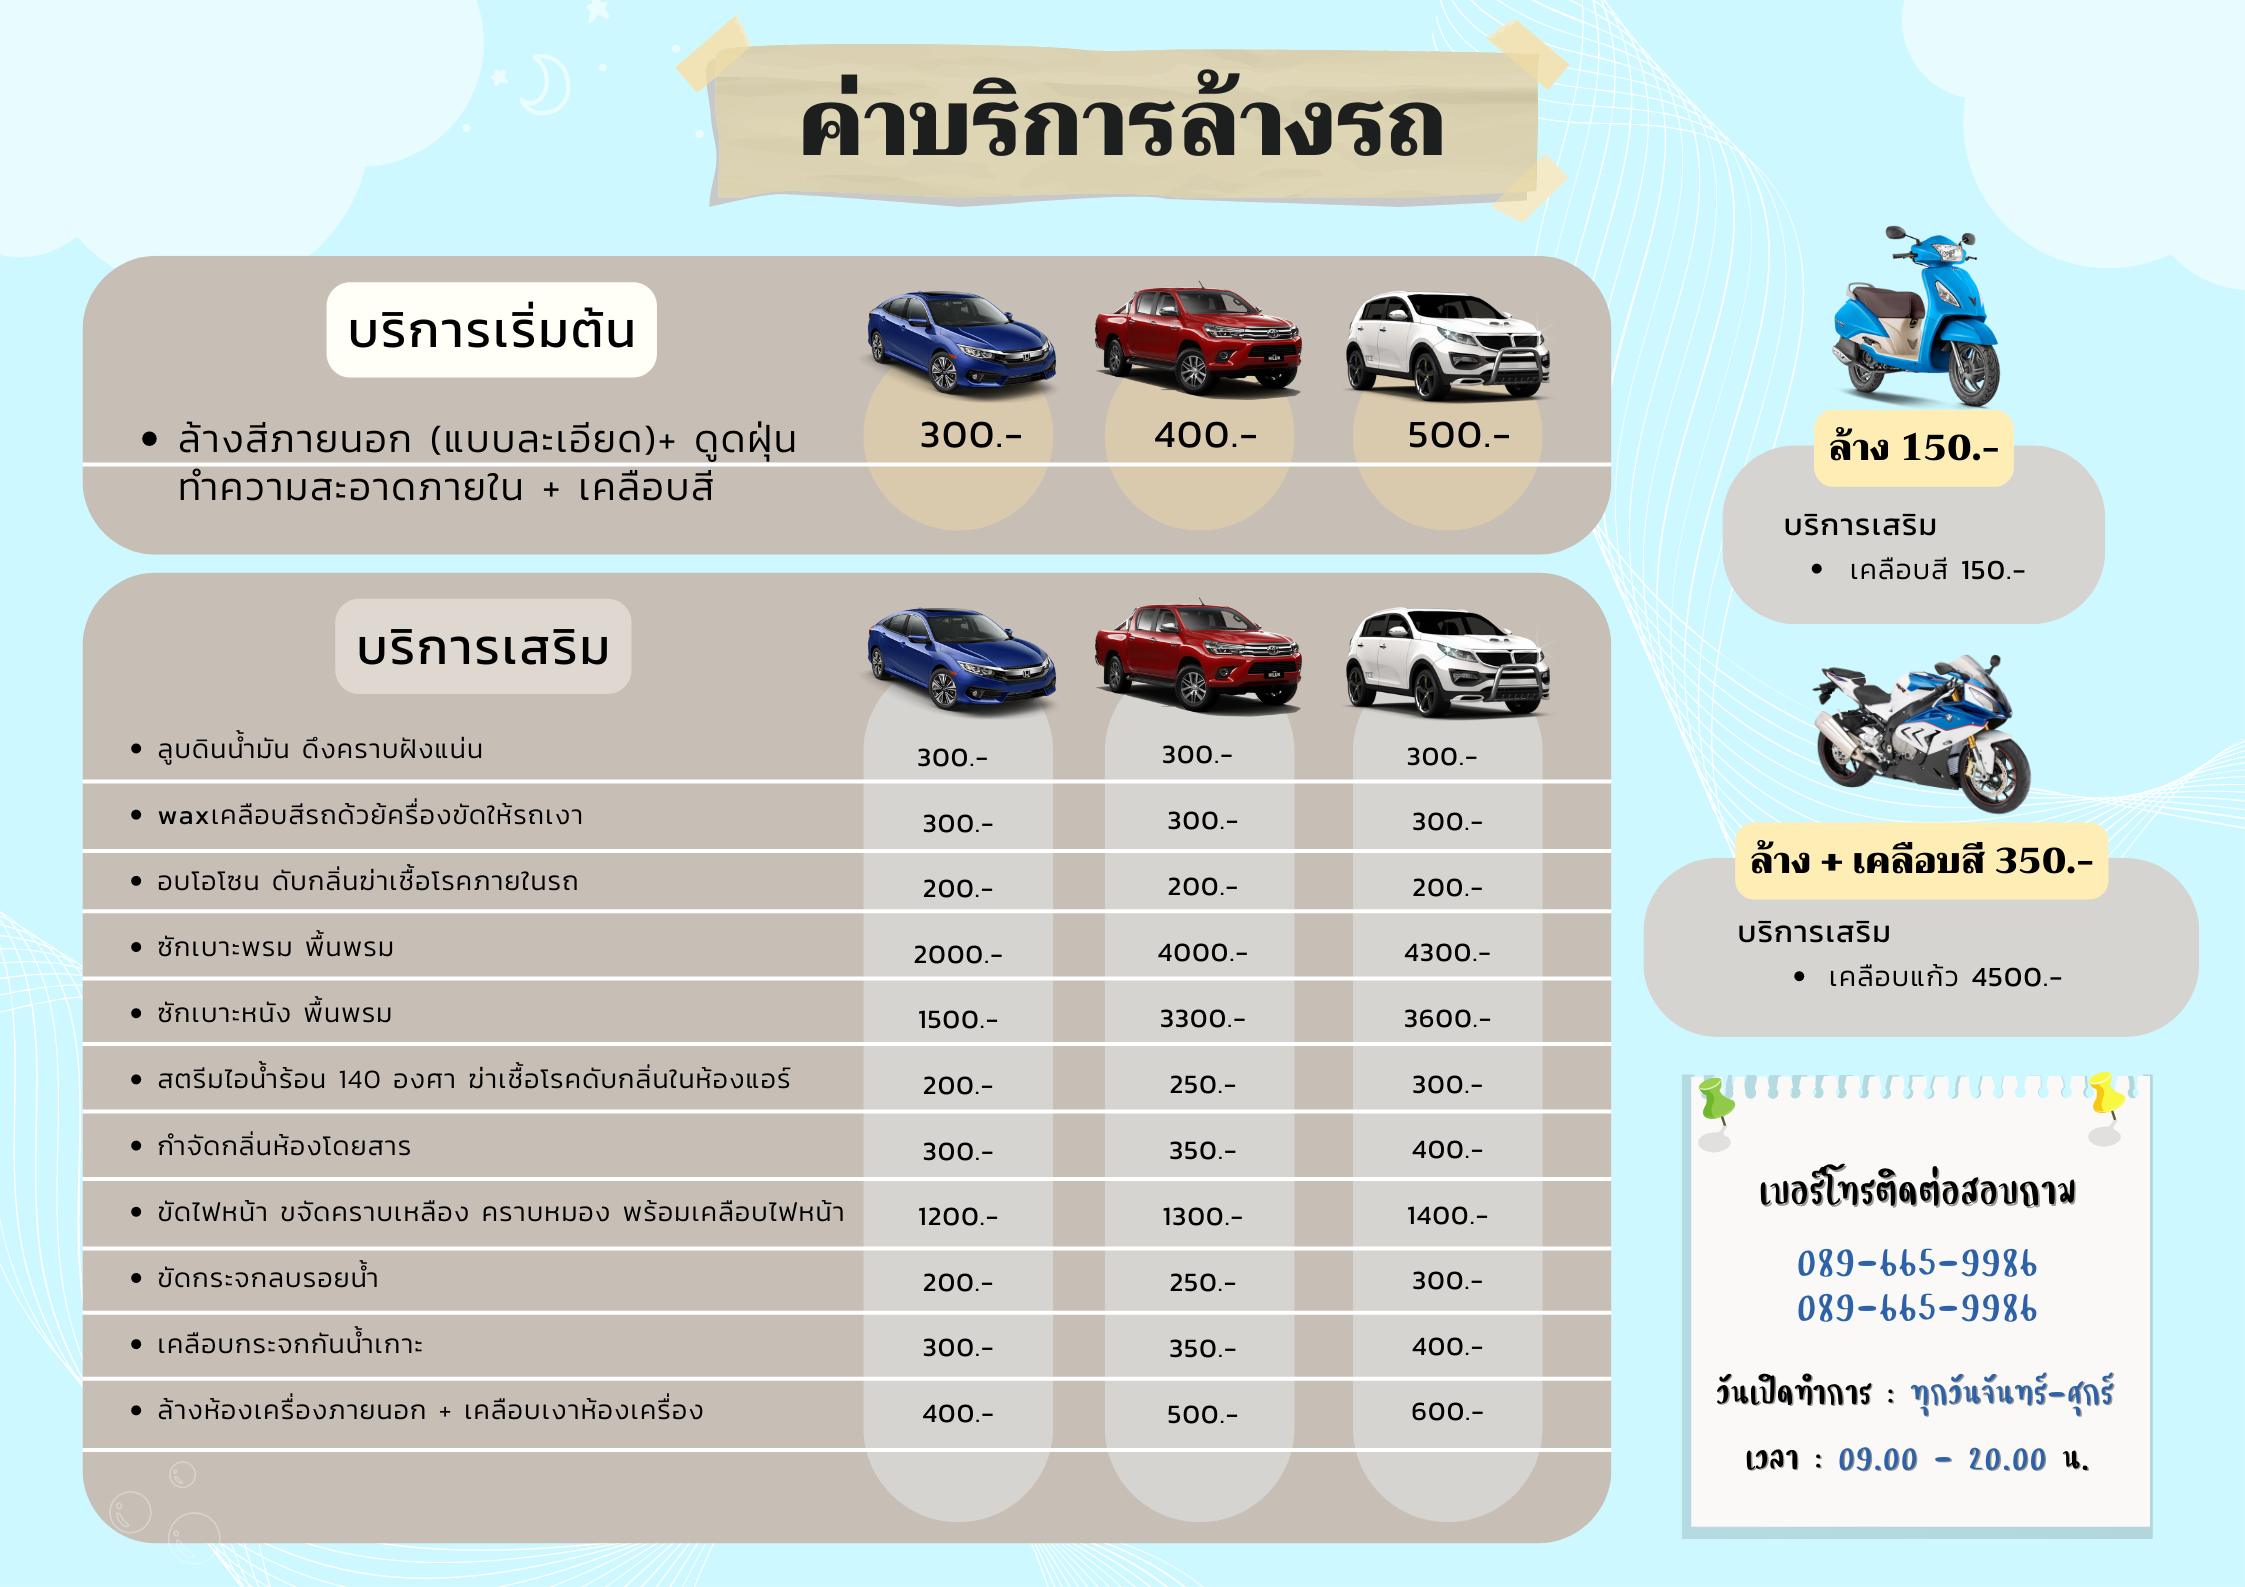 ค่าบริการล้างรถ
บริการเริ่มต้น
• ล้างสีภายนอก (แบบละเอียด)+ ดูดฝุ่น
ทำความสะอาดภายใน + เคลือบสี
300.- 400.- 500.-
บริการเสริม
• ลูบดินน้ำมัน ดึงคราบฝังแน่น 300.- 300.- 300.-
• waxเคลือบสีรถด้วย้ครื่องขัดให้รถเงา 300.- 300.- 300.-
• อบโอโซน ดับกลิ่นฆ่าเชื้อโรคภายในรถ 200.- 200.- 200.-
• ซักเบาะพรม พื้นพรม 2000.- 4000.- 4300.-
• ซักเบาะหนัง พื้นพรม 1500.- 3300.- 3600.-
• สตรีมไอน้ำร้อน 140 องศา ฆ่าเชื้อโรคดับกลิ่นในห้องแอร์ 200.- 250.- 300.-
• กำจัดกลิ่นห้องโดยสาร 300.- 350.- 400.-
• ขัดไฟหน้า ขจัดคราบเหลือง คราบหมอง พร้อมเคลือบไฟหน้า 1200.- 1300.- 1400.-
• ขัดกระจกลบรอยน้ำ 200.- 250.- 300.-
• เคลือบกระจกกันน้ำเกาะ 300.- 350.- 400.-
• ล้างห้องเครื่องภายนอก + เคลือบเงาห้องเครื่อง 400.- 500.- 600.-
ล้าง 150.-
บริการเสริม
• เคลือบสี 150.-
ล้าง + เคลือบสี 350.-
บริการเสริม
• เคลือบแก้ว 4500.-
เบอร์โทรติดต่อสอบถาม
089-665-9986
089-665-9986
วันเปิดทำการ : ทุกวันจันทร์-ศุกร์
เวลา : 09.00 - 20.00 น.